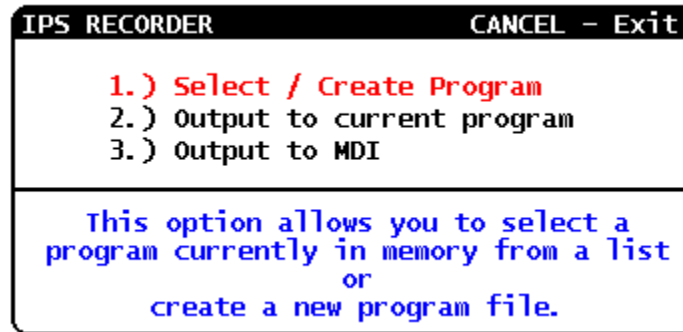 IPS RECORDER CANCEL - Exit
1.) Select / Create Program
2.) Output to current program
3.) Output to MDI
This option allows you to select a
program currently in memory from a list
or
create a new program file.